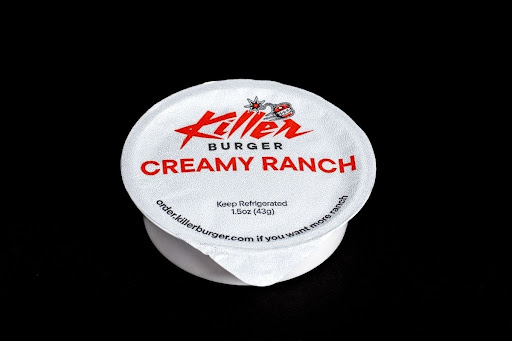 Killer
BURGER
CREAMY RANCH
Keep Refrigerated
1.5oz (43g)
order.killerburger.com if you want more ranch